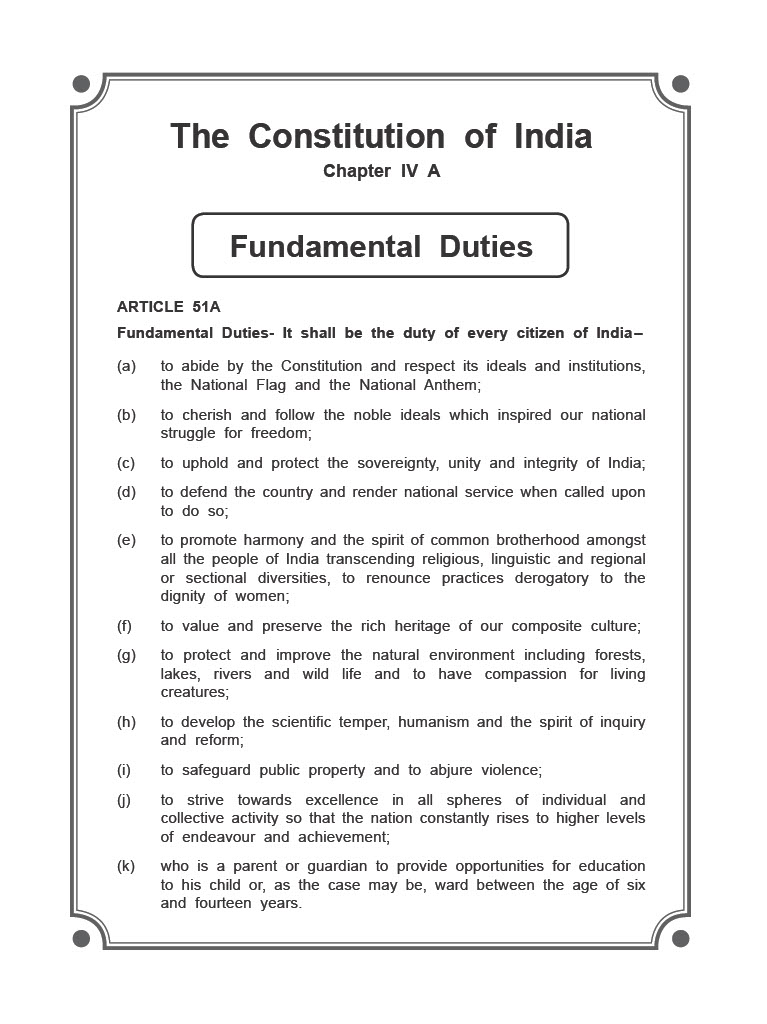 The Constitution of India
Chapter IV A
Fundamental Duties
ARTICLE 51A
Fundamental Duties- It shall be the duty of every citizen of India–
(a) to abide by the Constitution and respect its ideals and institutions,
the National Flag and the National Anthem;
(b) to cherish and follow the noble ideals which inspired our national
struggle for freedom;
(c) to uphold and protect the sovereignty, unity and integrity of India;
(d) to defend the country and render national service when called upon
to do so;
(e) to promote harmony and the spirit of common brotherhood amongst
all the people of India transcending religious, linguistic and regional
or sectional diversities, to renounce practices derogatory to the
dignity of women;
(f) to value and preserve the rich heritage of our composite culture;
(g) to protect and improve the natural environment including forests,
lakes, rivers and wild life and to have compassion for living
creatures;
(h) to develop the scientific temper, humanism and the spirit of inquiry
and reform;
(i) to safeguard public property and to abjure violence;
(j) to strive towards excellence in all spheres of individual and
collective activity so that the nation constantly rises to higher levels
of endeavour and achievement;
(k) who is a parent or guardian to provide opportunities for education
to his child or, as the case may be, ward between the age of six
and fourteen years.